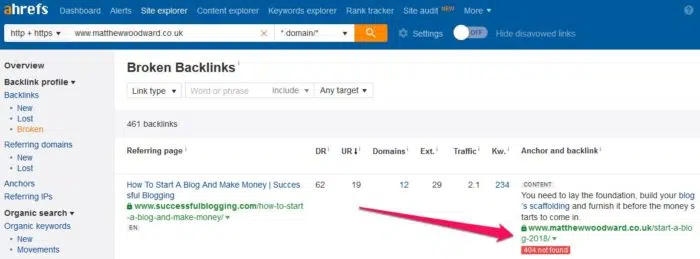 ahrefs Dashboard Alerts Site explorer Content explorer Keywords explorer Rank tracker Site audit NEW More
http + https www.matthewwoodward.co.uk *.domain/* Settings OFF Hide disavowed links
Overview
Backlink profile
Backlinks
New
Lost
Broken
Referring domains
New
Lost
Anchors
Referring IPs
Organic search
Organic keywords
New
Movements
Broken Backlinks i
Link type Word or phrase Include Any target
461 backlinks
Referring page i DR i UR i Domains i Ext. i Traffic i Kw. i Anchor and backlink i
How To Start A Blog And Make Money | Succes
sful Blogging
www.successfulblogging.com/how-to-start
-a-blog-and-make-money/
EN
62 19 12 29 2.1 234
CONTENT
You need to lay the foundation, build your blog
's scaffolding and furnish it before the money s
tarts to come in.
www.matthewwoodward.co.uk/start-a-blo
g-2018/
404 not found